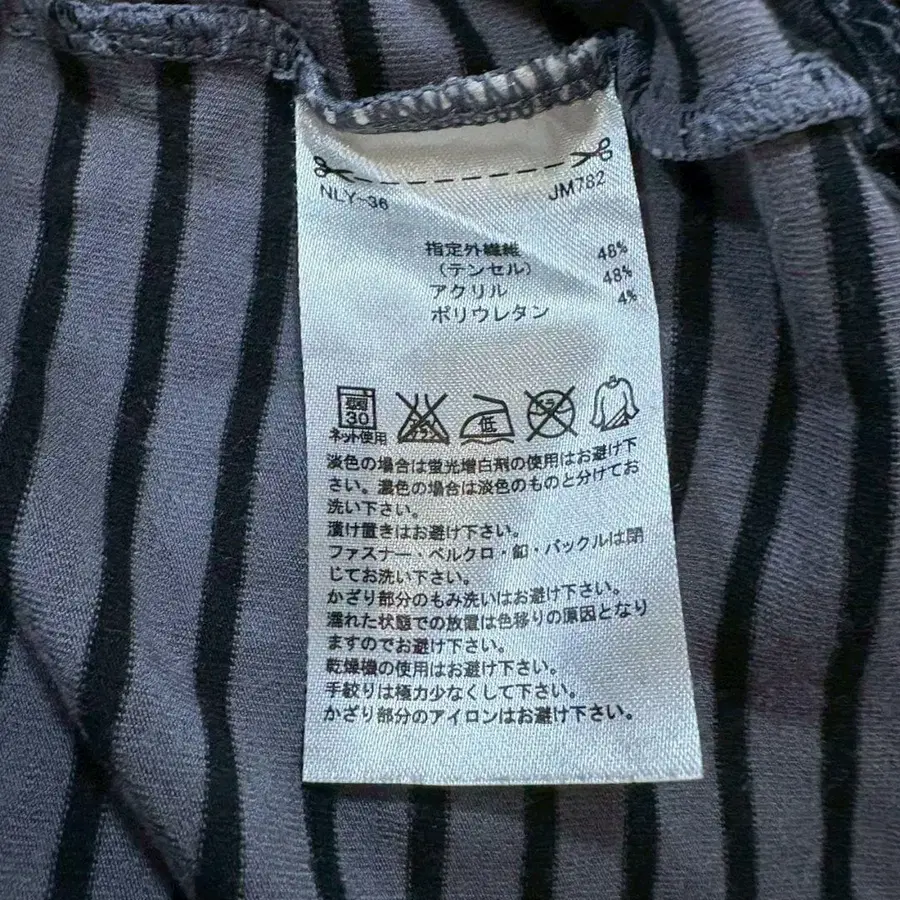 NLY-36 JM782
指定外繊維 48%
(テンセル) 48%
アクリル 4%
ポリウレタン
弱
30
ネット使用
エンソサラシ
低
ドライ
淡色の場合は蛍光増白剤の使用はお避け下
さい。濃色の場合は淡色のものと分けてお
洗い下さい。
漬け置きはお避け下さい。
ファスナー・ベルクロ・釦・バックルは閉
じてお洗い下さい。
かざり部分のもみ洗いはお避け下さい。
濡れた状態での放置は色移りの原因となり
ますのでお避け下さい。
乾燥機の使用はお避け下さい。
手絞りは極力少なくして下さい。
かざり部分のアイロンはお避け下さい。